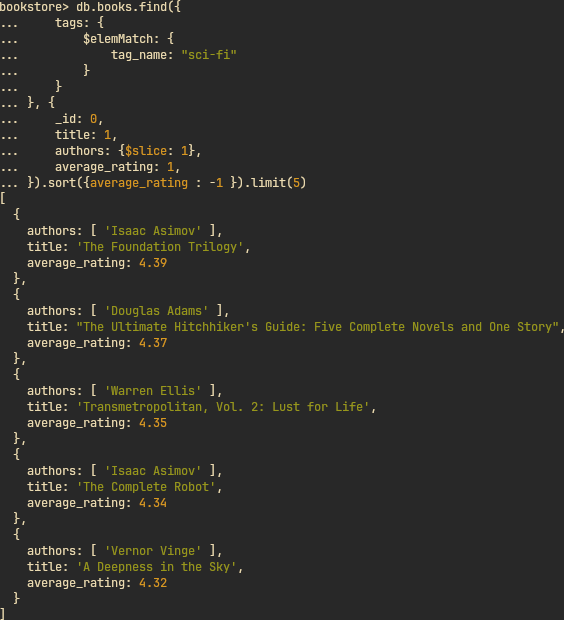 bookstore> db.books.find({
...     tags: {
...         $elemMatch: {
...             tag_name: "sci-fi"
...         }
...     }
... }, {
...     _id: 0,
...     title: 1,
...     authors: {$slice: 1},
...     average_rating: 1,
... }).sort({average_rating : -1 }).limit(5)
[
  {
    authors: [ 'Isaac Asimov' ],
    title: 'The Foundation Trilogy',
    average_rating: 4.39
  },
  {
    authors: [ 'Douglas Adams' ],
    title: "The Ultimate Hitchhiker's Guide: Five Complete Novels and One Story",
    average_rating: 4.37
  },
  {
    authors: [ 'Warren Ellis' ],
    title: 'Transmetropolitan, Vol. 2: Lust for Life',
    average_rating: 4.35
  },
  {
    authors: [ 'Isaac Asimov' ],
    title: 'The Complete Robot',
    average_rating: 4.34
  },
  {
    authors: [ 'Vernor Vinge' ],
    title: 'A Deepness in the Sky',
    average_rating: 4.32
  }
]